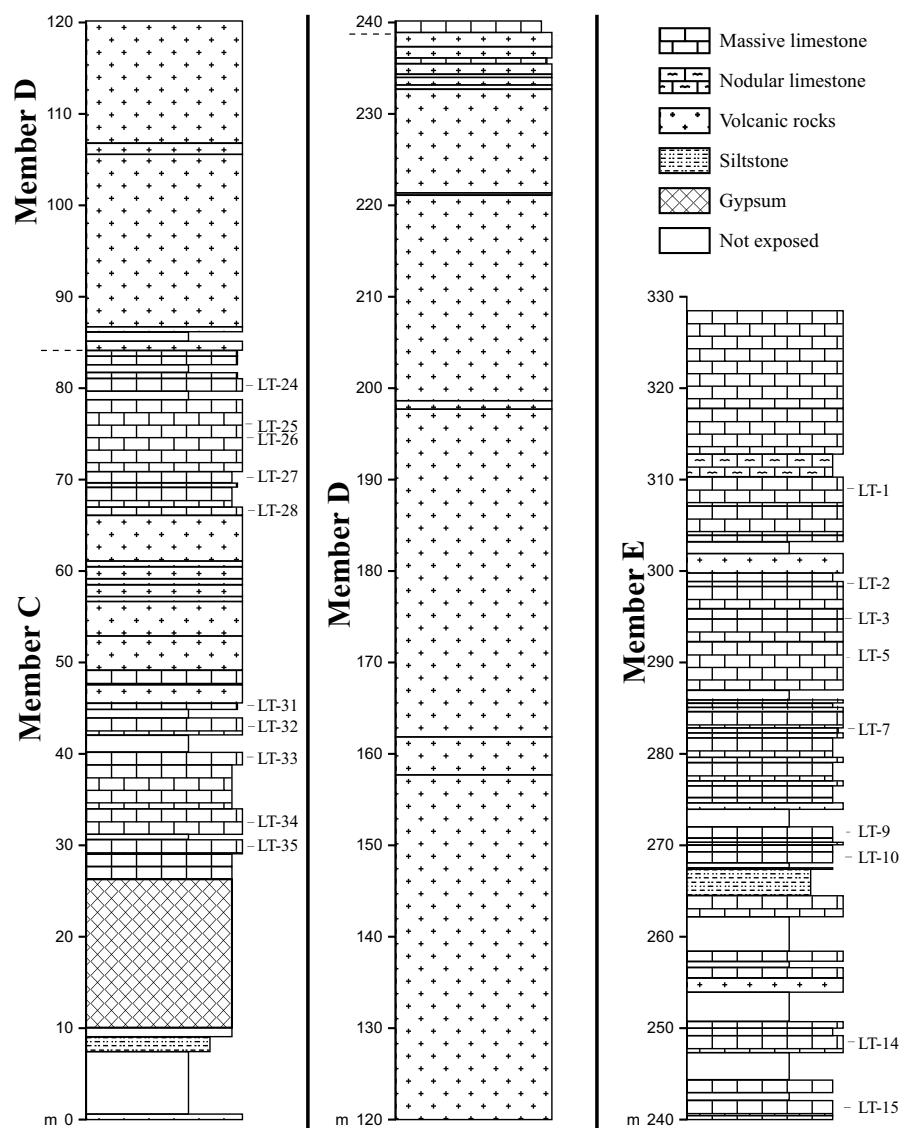 120
110
100
90
80
70
60
50
40
30
20
10
m 0
Member D
Member C
LT-24
LT-25
LT-26
LT-27
LT-28
LT-31
LT-32
LT-33
LT-34
LT-35
240
230
220
210
200
190
180
170
160
150
140
130
m 120
Member D
Massive limestone
Nodular limestone
Volcanic rocks
Siltstone
Gypsum
Not exposed
330
320
310
300
290
280
270
260
250
m 240
Member E
LT-1
LT-2
LT-3
LT-5
LT-7
LT-9
LT-10
LT-14
LT-15